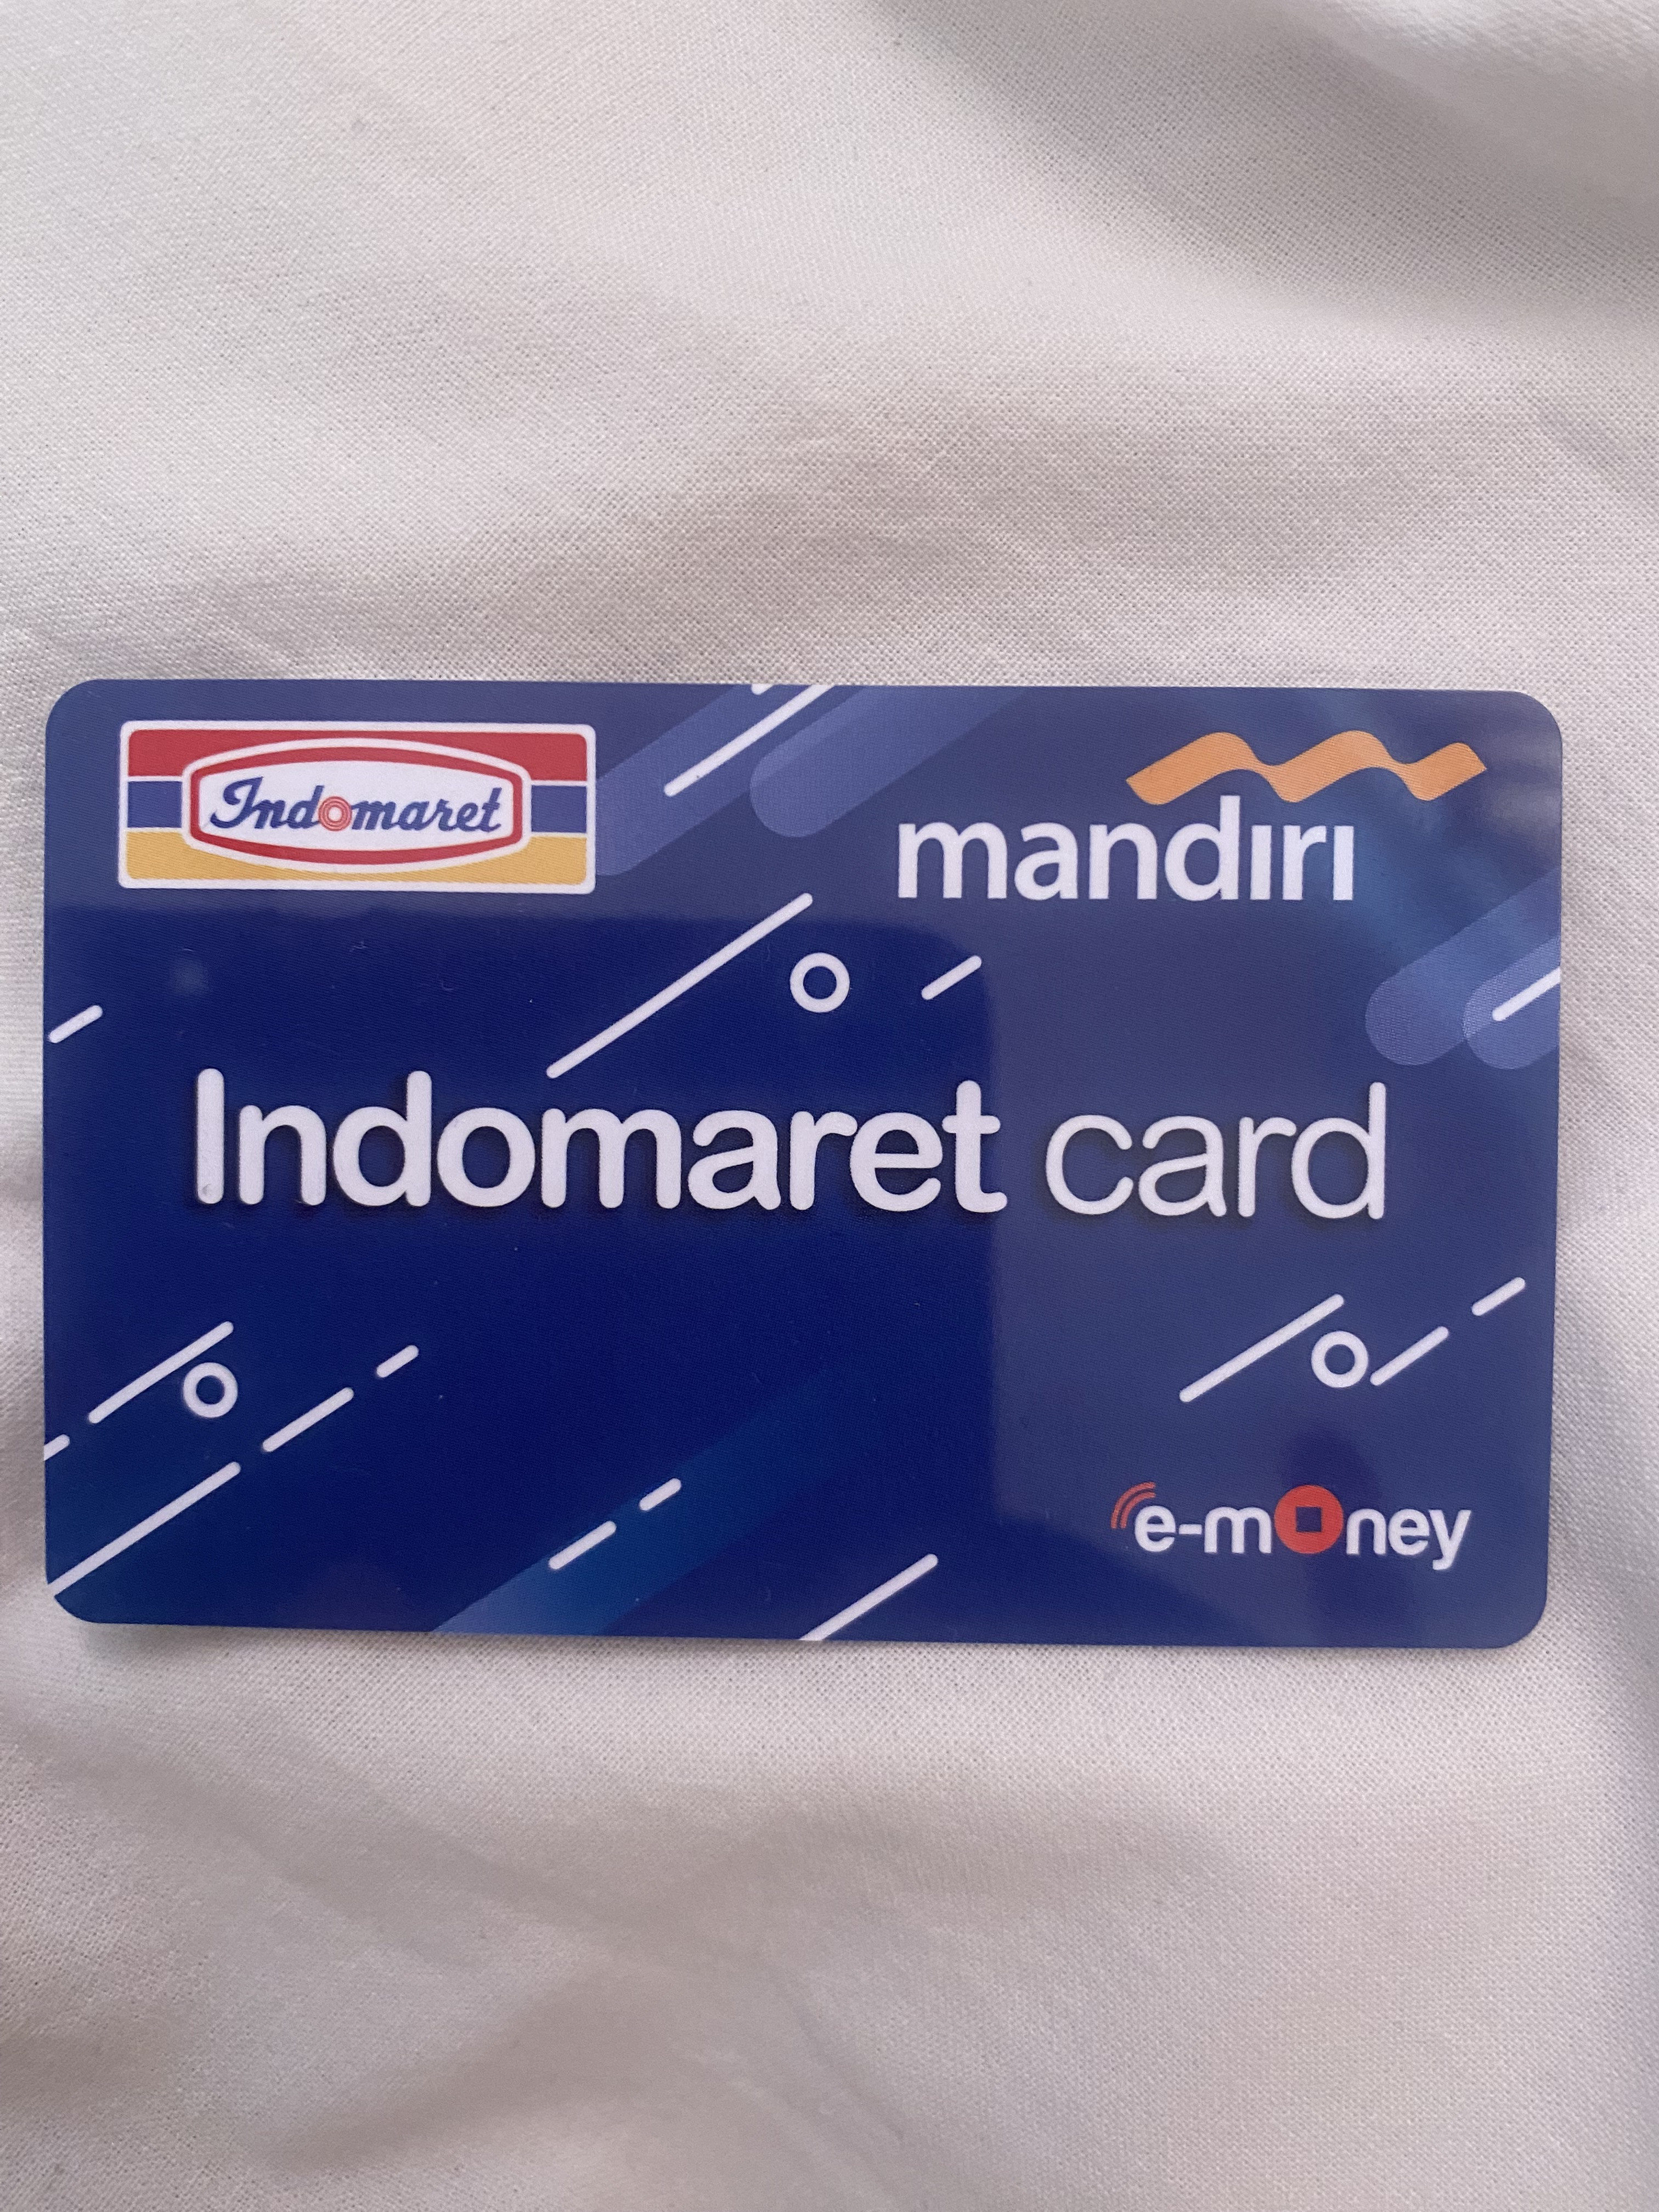 Indomaret
mandiri
Indomaret card
e-money